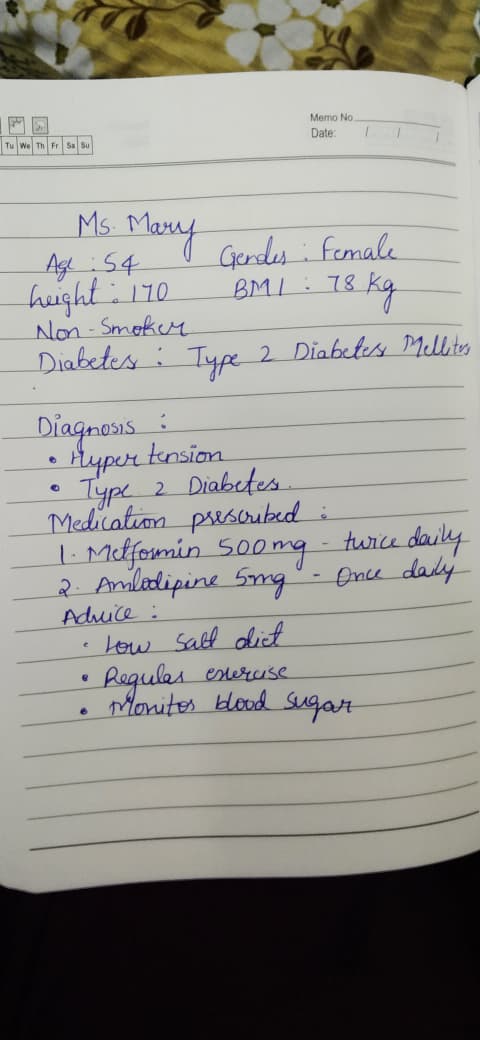 Memo No
Date: / / /
Tu We Th Fr Sa Su
Ms. Mary
Age : 54 Gender : Female
height : 170 BMI : 78 Kg
Non-Smoker
Diabetes : Type 2 Diabetes Mellitus
Diagnosis :
• Hypertension
• Type 2 Diabetes.
Medication prescribed :
1. Metformin 500mg - twice daily
2. Amlodipine 5mg - Once daily
Advice :
• Low salt diet
• Regular exercise
• Monitor blood sugar